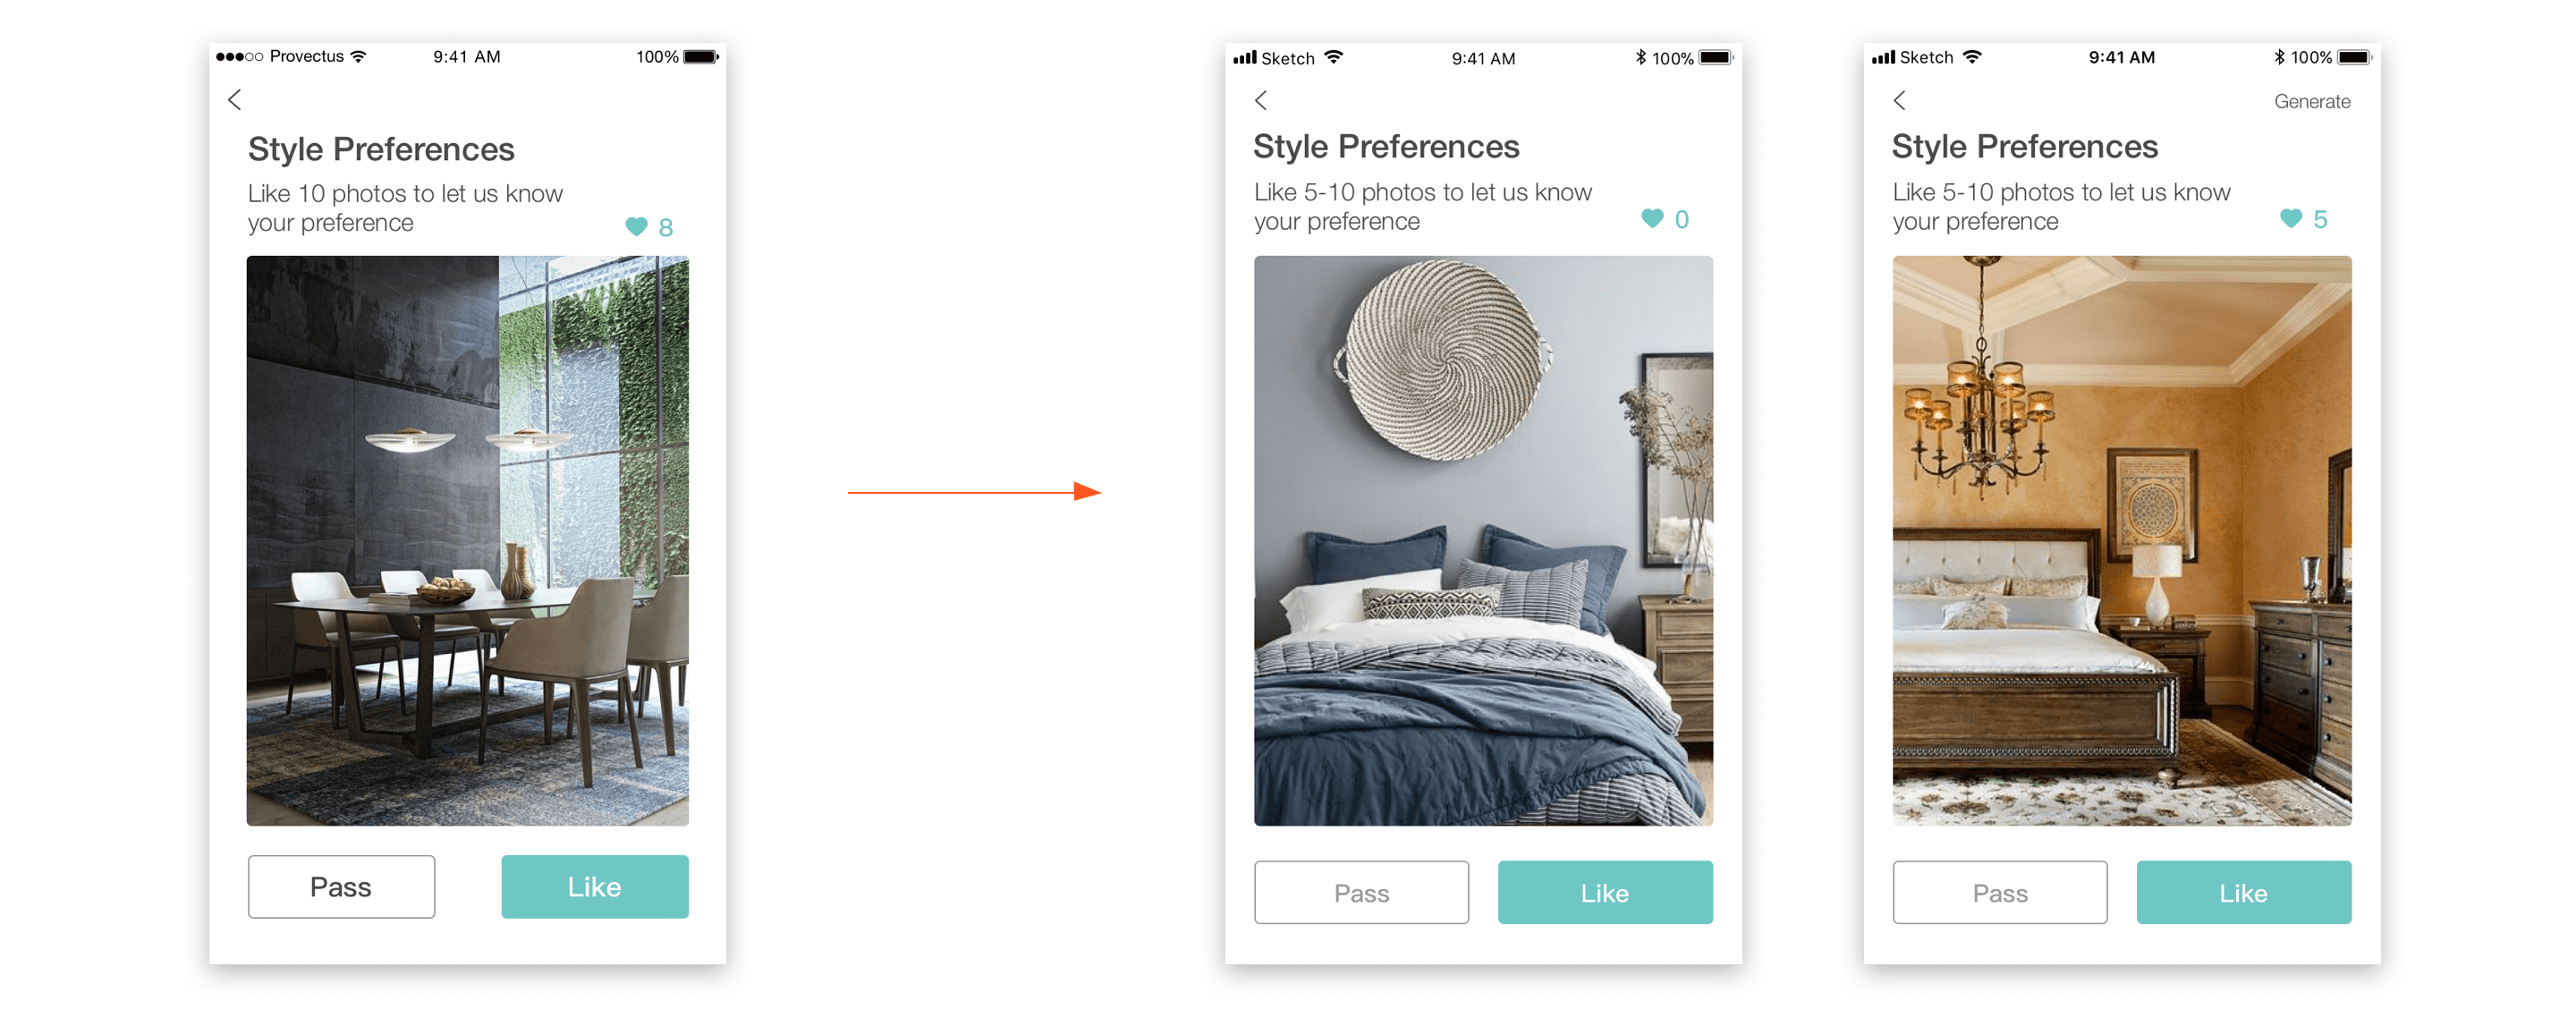 Provectus 9:41 AM 100%
Style Preferences
Like 10 photos to let us know
your preference
8
Pass Like
Sketch 9:41 AM 100%
Style Preferences
Like 5-10 photos to let us know
your preference
0
Pass Like
Sketch 9:41 AM 100%
Generate
Style Preferences
Like 5-10 photos to let us know
your preference
5
Pass Like